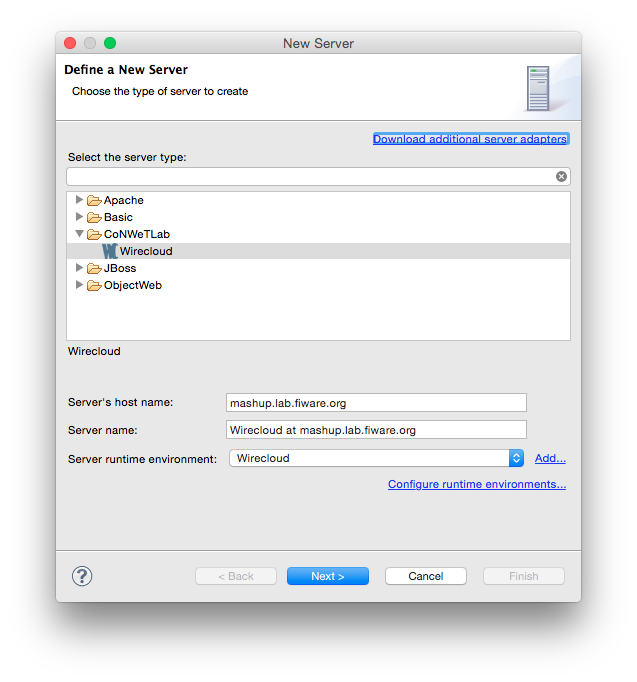 New Server
Define a New Server
Choose the type of server to create
Download additional server adapters
Select the server type:
Apache
Basic
CoNWeTLab
Wirecloud
JBoss
ObjectWeb
Wirecloud
Server's host name: mashup.lab.fiware.org
Server name: Wirecloud at mashup.lab.fiware.org
Server runtime environment: Wirecloud Add...
Configure runtime environments...
? < Back Next > Cancel Finish